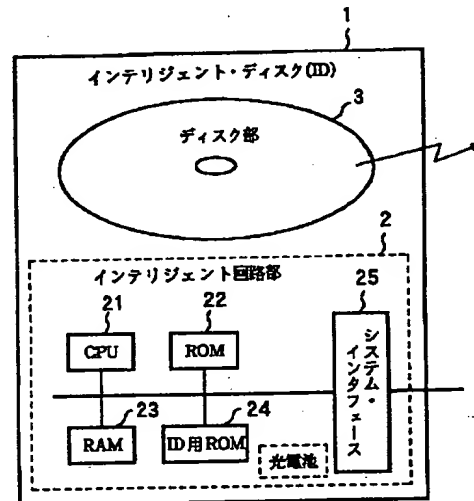 1
インテリジェント・ディスク(ID)
3
ディスク部
2
インテリジェント回路部
21
22
25
CPU
ROM
システム・
インタフェース
23
24
RAM
ID用ROM
光電池